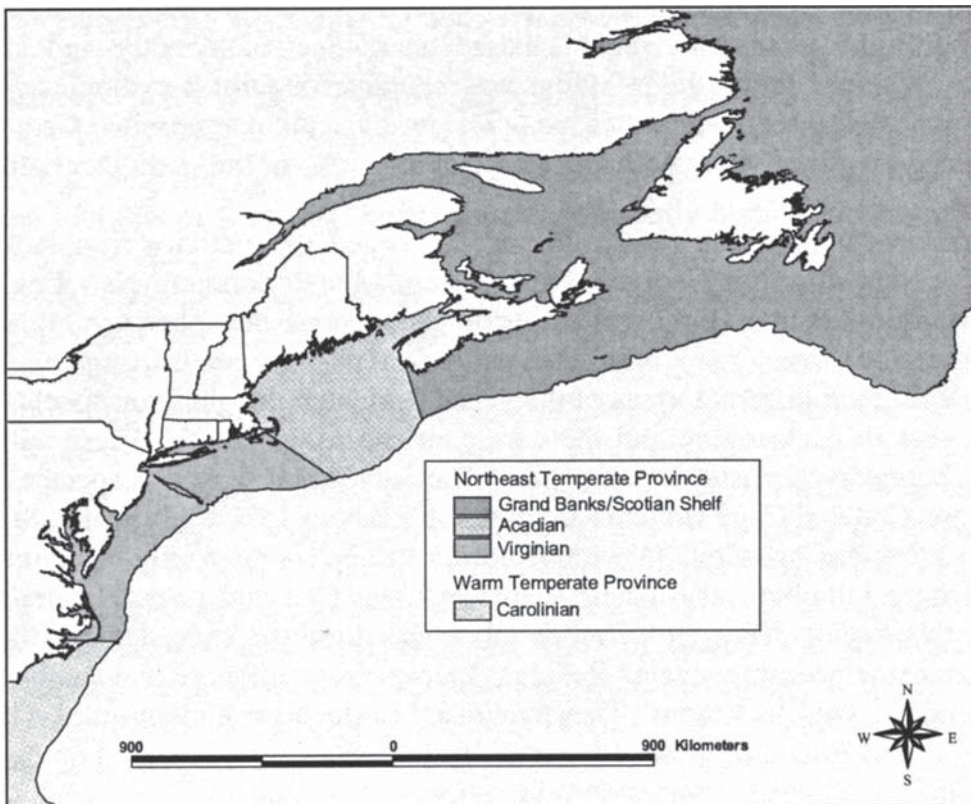 Northeast Temperate Province
Grand Banks/Scotian Shelf
Acadian
Virginian
Warm Temperate Province
Carolinian
N
W E
S
900 0 900 Kilometers